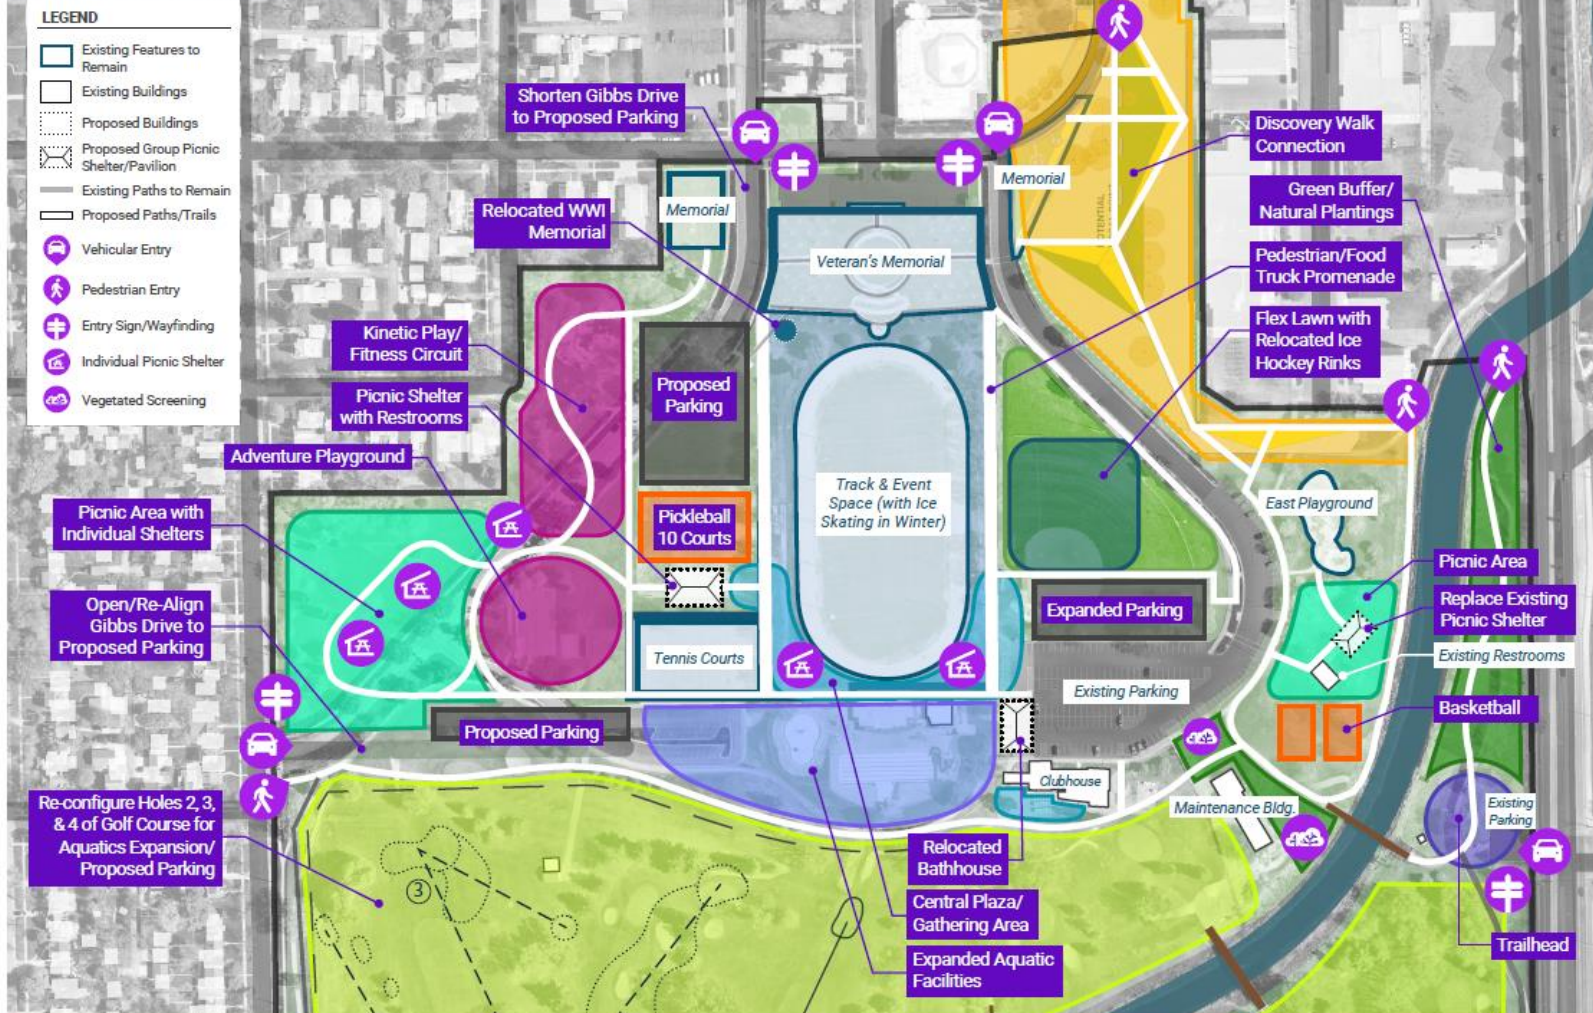 LEGEND
Existing Features to
Remain
Existing Buildings
Proposed Buildings
Proposed Group Picnic
Shelter/Pavilion
Existing Paths to Remain
Proposed Paths/Trails
Vehicular Entry
Pedestrian Entry
Entry Sign/Wayfinding
Individual Picnic Shelter
Vegetated Screening
Shorten Gibbs Drive
to Proposed Parking
Memorial
Relocated WWI
Memorial
Veteran's Memorial
Memorial
POTENTIAL
Discovery Walk
Connection
Green Buffer/
Natural Plantings
Pedestrian/Food
Truck Promenade
Flex Lawn with
Relocated Ice
Hockey Rinks
Kinetic Play/
Fitness Circuit
Picnic Shelter
with Restrooms
Proposed
Parking
Adventure Playground
Track & Event
Space (with Ice
Skating in Winter)
East Playground
Picnic Area with
Individual Shelters
Pickleball
10 Courts
Picnic Area
Open/Re-Align
Gibbs Drive to
Proposed Parking
Expanded Parking
Replace Existing
Picnic Shelter
Tennis Courts
Existing Restrooms
Existing Parking
Basketball
Proposed Parking
Clubhouse
Maintenance Bldg.
Existing
Parking
Re-configure Holes 2, 3,
& 4 of Golf Course for
Aquatics Expansion/
Proposed Parking
3
Relocated
Bathhouse
Central Plaza/
Gathering Area
Expanded Aquatic
Facilities
Trailhead